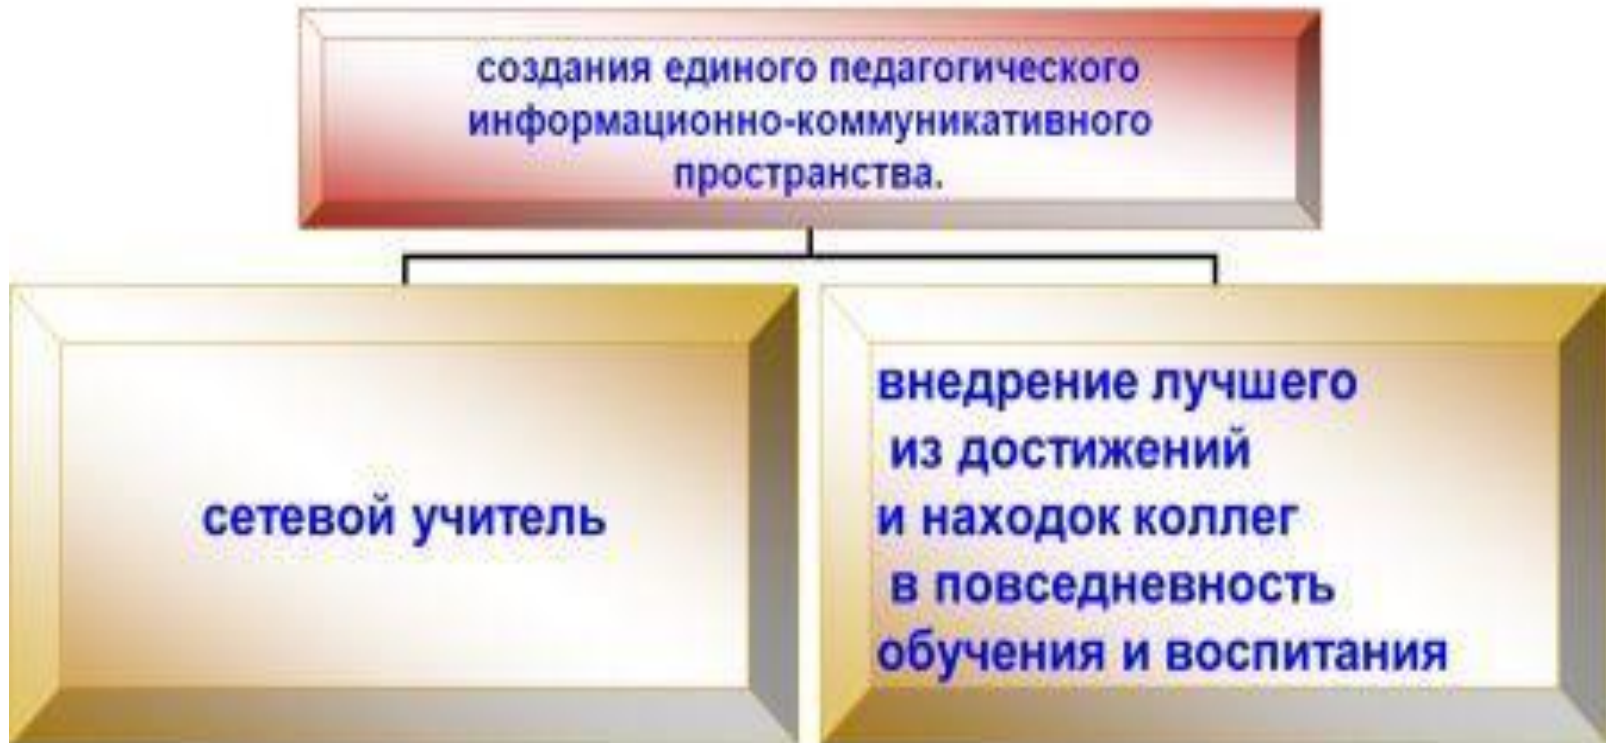 создания единого педагогического
информационно-коммуникативного
пространства.
сетевой учитель
внедрение лучшего
из достижений
и находок коллег
в повседневность
обучения и воспитания